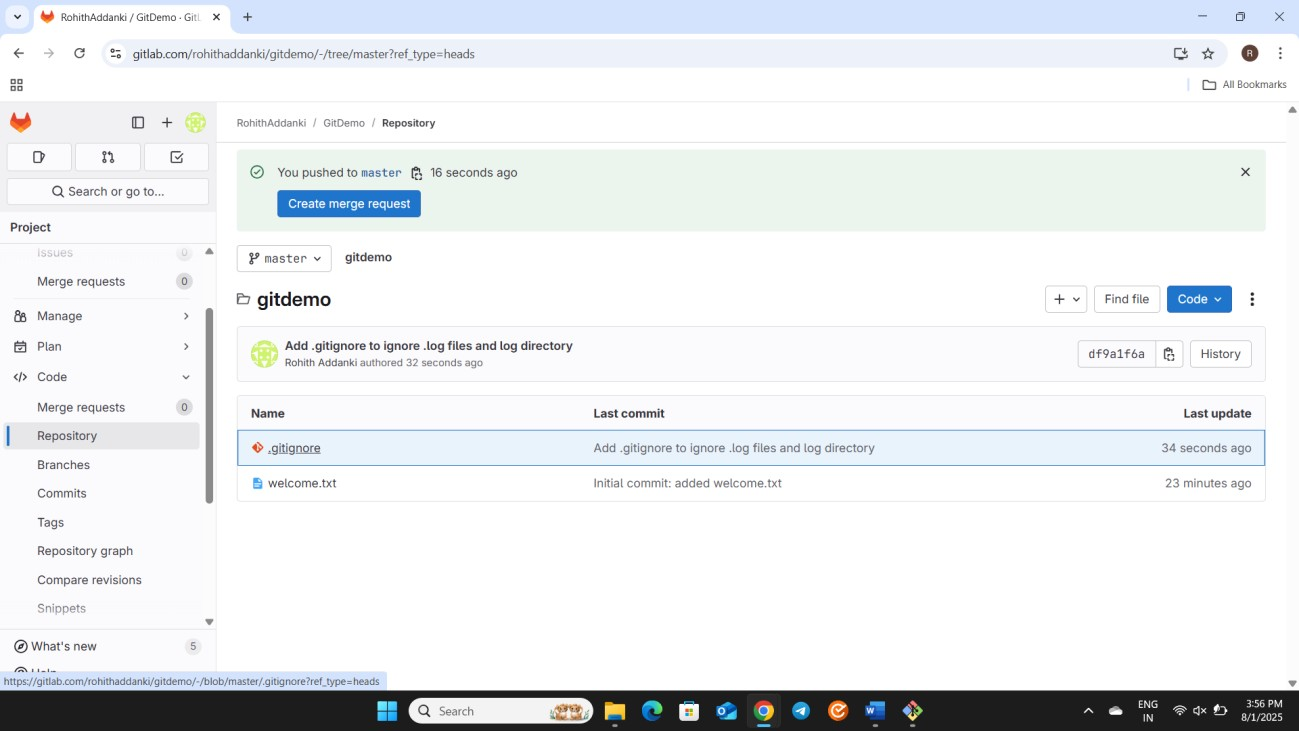 RohithAddanki / GitDemo · GitL
gitlab.com/rohithaddanki/gitdemo/-/tree/master?ref_type=heads
R
All Bookmarks
Search or go to...
Project
Issues 0
Merge requests 0
Manage
Plan
Code
Merge requests 0
Repository
Branches
Commits
Tags
Repository graph
Compare revisions
Snippets
What's new 5
Help
RohithAddanki / GitDemo / Repository
You pushed to master 16 seconds ago
Create merge request
master gitdemo
gitdemo
Find file Code
Add .gitignore to ignore .log files and log directory
Rohith Addanki authored 32 seconds ago
df9a1f6a History
Name Last commit Last update
.gitignore Add .gitignore to ignore .log files and log directory 34 seconds ago
welcome.txt Initial commit: added welcome.txt 23 minutes ago
https://gitlab.com/rohithaddanki/gitdemo/-/blob/master/.gitignore?ref_type=heads
Search
ENG
IN
3:56 PM
8/1/2025